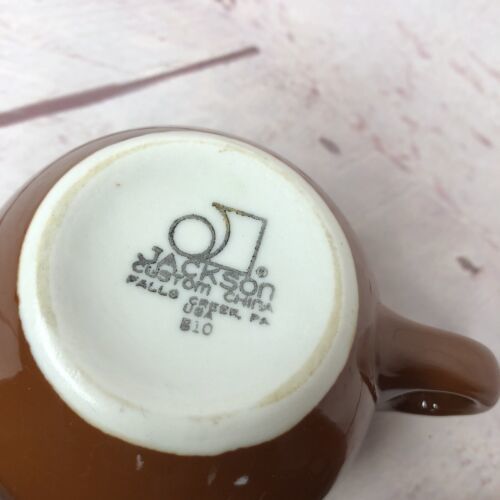 JACKSON®
CUSTOM CHINA
FALLS CREEK, PA
USA
B10